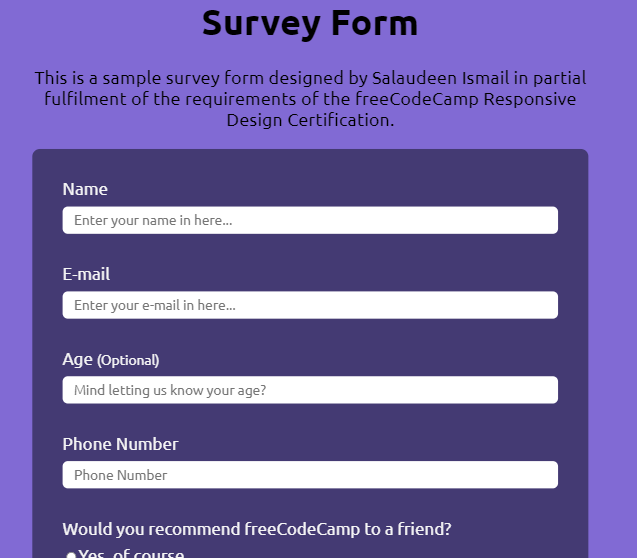 Survey Form
This is a sample survey form designed by Salaudeen Ismail in partial
fulfilment of the requirements of the freeCodeCamp Responsive
Design Certification.
Name
Enter your name in here...
E-mail
Enter your e-mail in here...
Age (Optional)
Mind letting us know your age?
Phone Number
Phone Number
Would you recommend freeCodeCamp to a friend?
Yes, of course